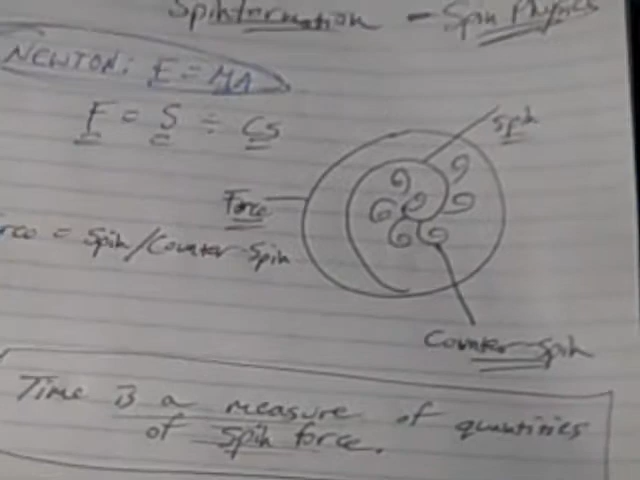 SpinFormation - Spin Physics
NEWTON: F = MA
F = S ÷ CS
Spin
Force
rce = Spin/Counter-Spin
Counter-Spin
Time is a measure of quantities
of Spin force.